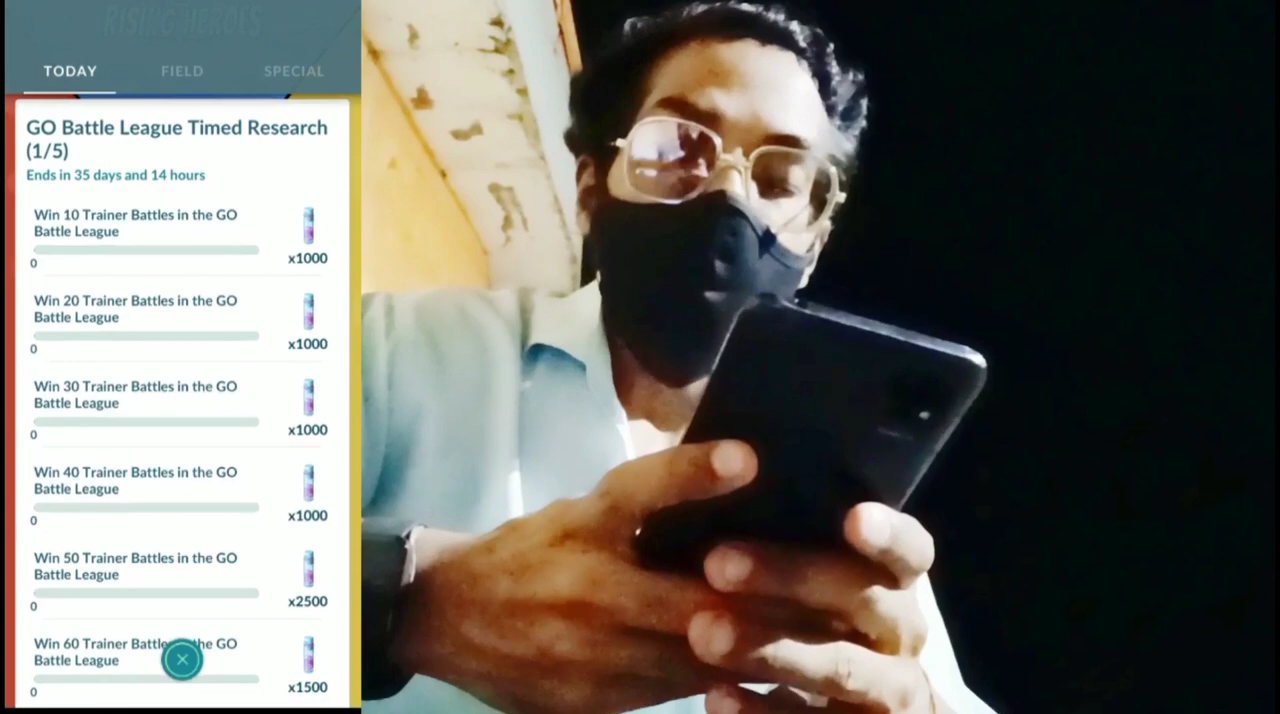 RISING HEROES
TODAY
FIELD
SPECIAL
GO Battle League Timed Research
(1/5)
Ends in 35 days and 14 hours
Win 10 Trainer Battles in the GO
Battle League
0
x1000
Win 20 Trainer Battles in the GO
Battle League
0
x1000
Win 30 Trainer Battles in the GO
Battle League
0
x1000
Win 40 Trainer Battles in the GO
Battle League
0
x1000
Win 50 Trainer Battles in the GO
Battle League
0
x2500
Win 60 Trainer Battle the GO
Battle League
0
x1500